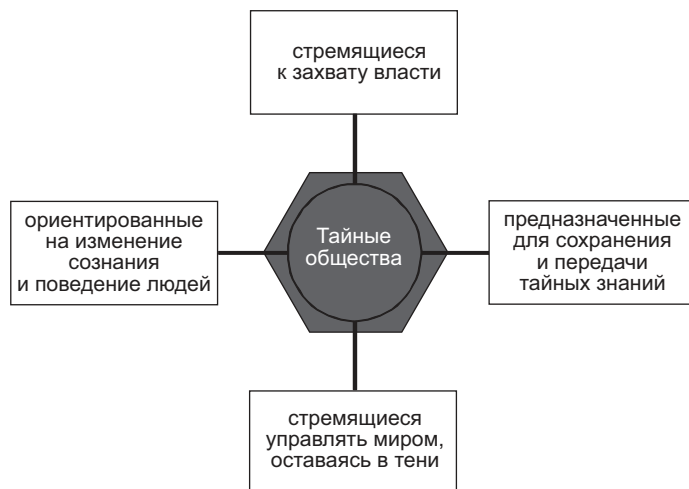 стремящиеся
к захвату власти
ориентированные
на изменение
сознания
и поведение людей
Тайные
общества
предназначенные
для сохранения
и передачи
тайных знаний
стремящиеся
управлять миром,
оставаясь в тени